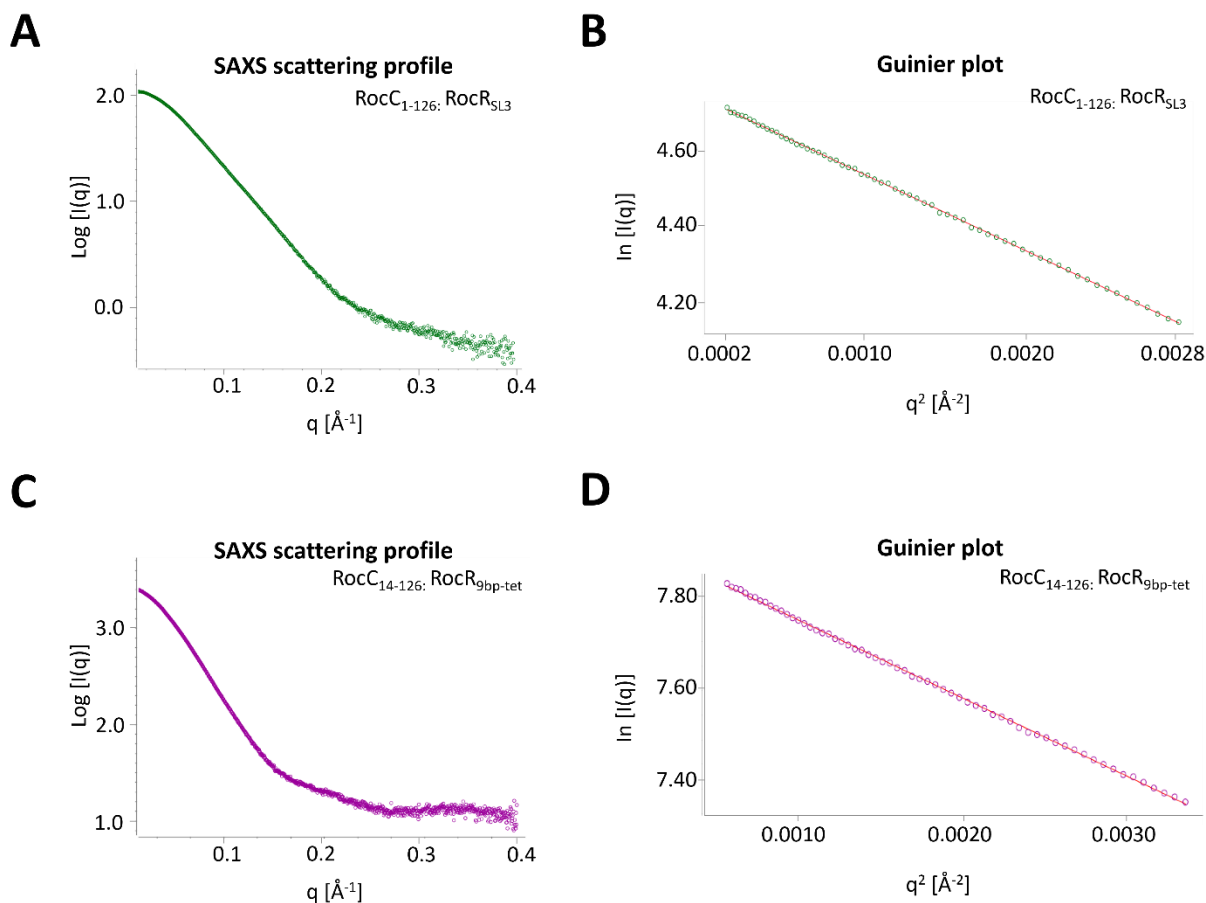 A
SAXS scattering profile
RocC1-126: RocRSL3
Log [I(q)]
2.0
1.0
0.0
0.1
0.2
0.3
0.4
q [Å-1]
B
Guinier plot
RocC1-126: RocRSL3
ln [I(q)]
4.60
4.40
4.20
0.0002
0.0010
0.0020
0.0028
q2 [Å-2]
C
SAXS scattering profile
RocC14-126: RocR9bp-tet
Log [I(q)]
3.0
2.0
1.0
0.1
0.2
0.3
0.4
q [Å-1]
D
Guinier plot
RocC14-126: RocR9bp-tet
ln [I(q)]
7.80
7.60
7.40
0.0010
0.0020
0.0030
q2 [Å-2]